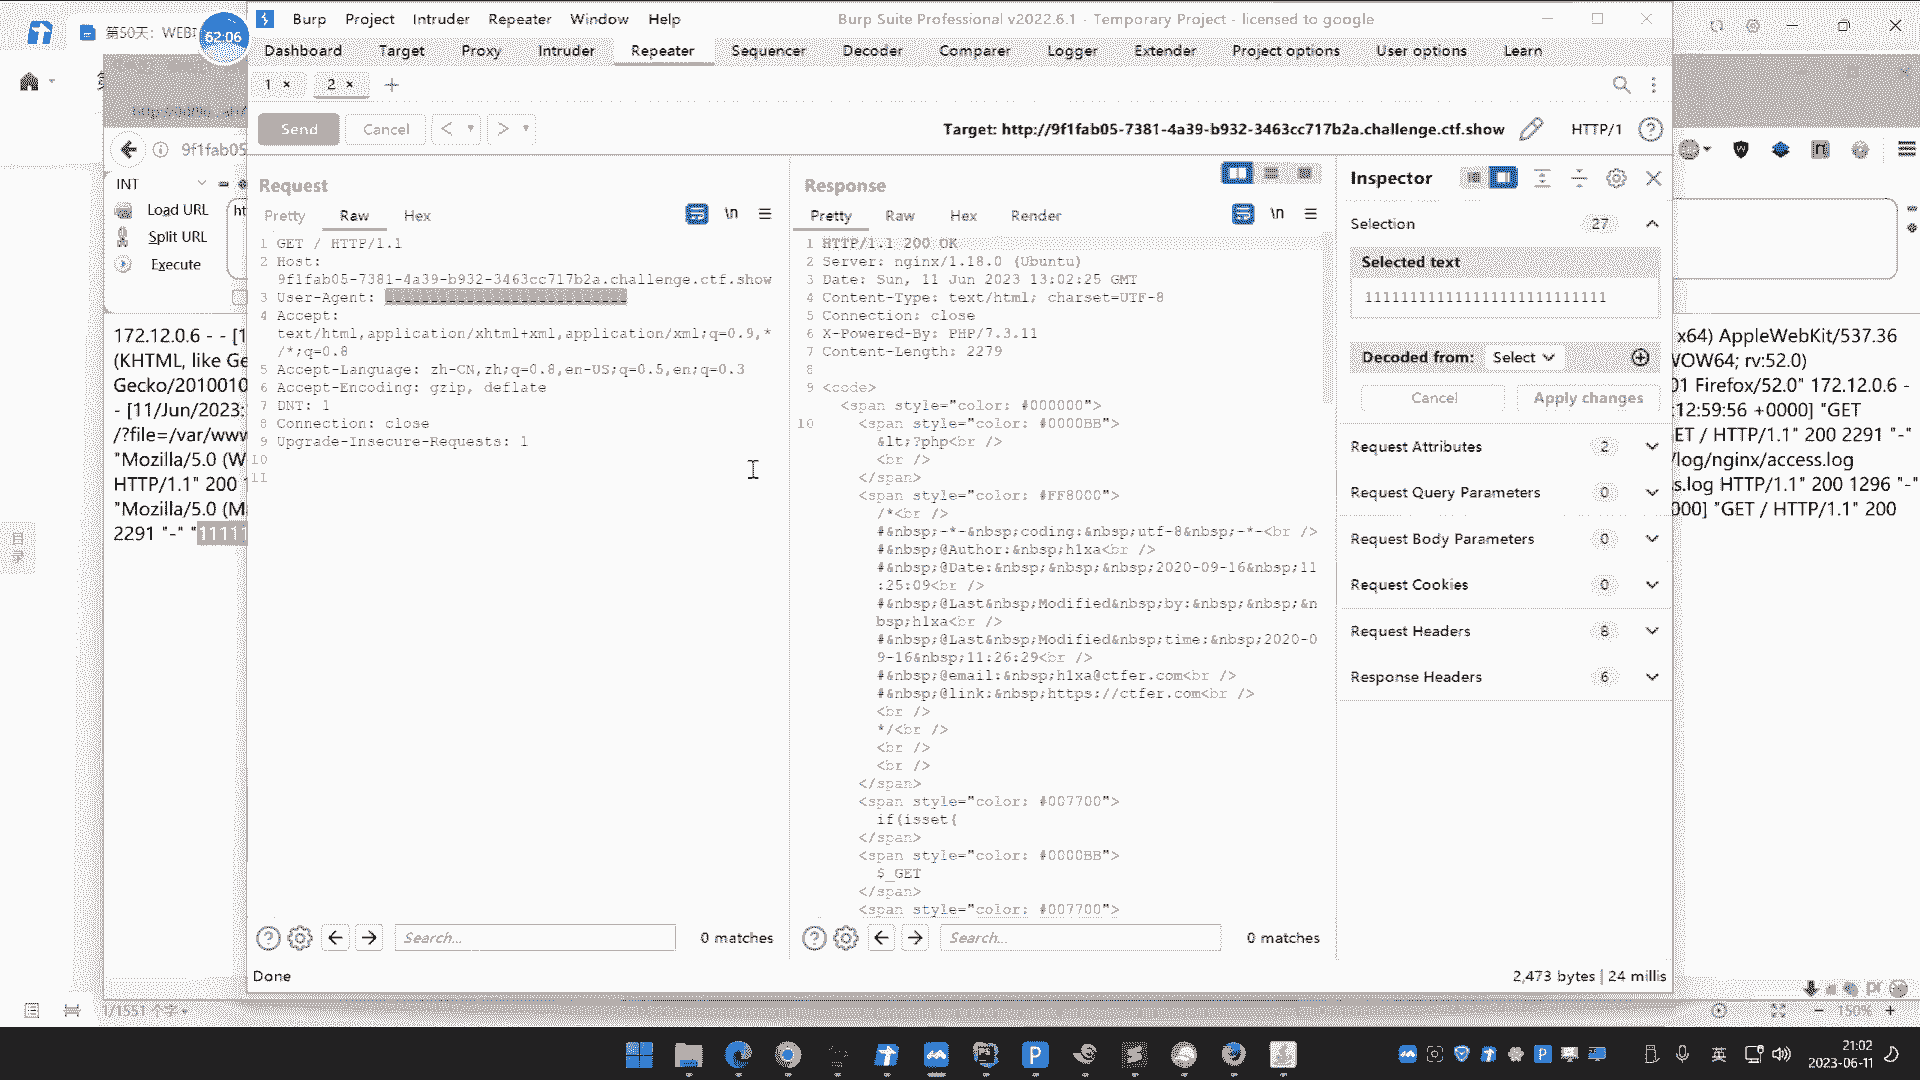 Burp Project Intruder Repeater Window Help
Burp Suite Professional v2022.6.1 - Temporary Project - licensed to google
第50天: WEB
62:06
Dashboard Target Proxy Intruder Repeater Sequencer Decoder Comparer Logger Extender Project options User options Learn
1 × 2 × +
Send Cancel < >
Target: http://9f1fab05-7381-4a39-b932-3463cc717b2a.challenge.ctf.show HTTP/1
9f1fab05
INT
Load URL
Split URL
Execute
Request
Pretty Raw Hex \n
1 GET / HTTP/1.1
2 Host:
9f1fab05-7381-4a39-b932-3463cc717b2a.challenge.ctf.show
3 User-Agent:
4 Accept:
text/html,application/xhtml+xml,application/xml;q=0.9,*
/*;q=0.8
5 Accept-Language: zh-CN,zh;q=0.8,en-US;q=0.5,en;q=0.3
6 Accept-Encoding: gzip, deflate
7 DNT: 1
8 Connection: close
9 Upgrade-Insecure-Requests: 1
10
11
Response
Pretty Raw Hex Render \n
1 HTTP/1.1 200 OK
2 Server: nginx/1.18.0 (Ubuntu)
3 Date: Sun, 11 Jun 2023 13:02:25 GMT
4 Content-Type: text/html; charset=UTF-8
5 Connection: close
6 X-Powered-By: PHP/7.3.11
7 Content-Length: 2279
8
9 <code>
<span style="color: #000000">
10 <span style="color: #0000BB">
&lt;?php<br />
<br />
</span>
<span style="color: #FF8000">
/*<br />
#&nbsp;-*-&nbsp;coding:&nbsp;utf-8&nbsp;-*-<br />
#&nbsp;@Author:&nbsp;h1xa<br />
#&nbsp;@Date:&nbsp;&nbsp;&nbsp;2020-09-16&nbsp;11
:25:09<br />
#&nbsp;@Last&nbsp;Modified&nbsp;by:&nbsp;&nbsp;&n
bsp;h1xa<br />
#&nbsp;@Last&nbsp;Modified&nbsp;time:&nbsp;2020-0
9-16&nbsp;11:26:29<br />
#&nbsp;@email:&nbsp;h1xa@ctfer.com<br />
#&nbsp;@link:&nbsp;https://ctfer.com<br />
<br />
*/<br />
<br />
<br />
</span>
<span style="color: #007700">
if(isset(
</span>
<span style="color: #0000BB">
$_GET
</span>
<span style="color: #007700">
Inspector
Selection 27
Selected text
111111111111111111111111111
Decoded from: Select
Cancel Apply changes
Request Attributes 2
Request Query Parameters 0
Request Body Parameters 0
Request Cookies 0
Request Headers 8
Response Headers 6
172.12.0.6 - - [1
(KHTML, like Ge
Gecko/2010010
- [11/Jun/2023:
/?file=/var/www
"Mozilla/5.0 (W
HTTP/1.1" 200
"Mozilla/5.0 (M
2291 "-" "11111
x64) AppleWebKit/537.36
WOW64; rv:52.0)
01 Firefox/52.0" 172.12.0.6 -
12:59:56 +0000] "GET
ET / HTTP/1.1" 200 2291 "-"
/log/nginx/access.log
ss.log HTTP/1.1" 200 1296 "-"
000] "GET / HTTP/1.1" 200
目录
Search... 0 matches
Search... 0 matches
Done
2,473 bytes | 24 millis
1/1551 个字
150%
英
21:02
2023-06-11